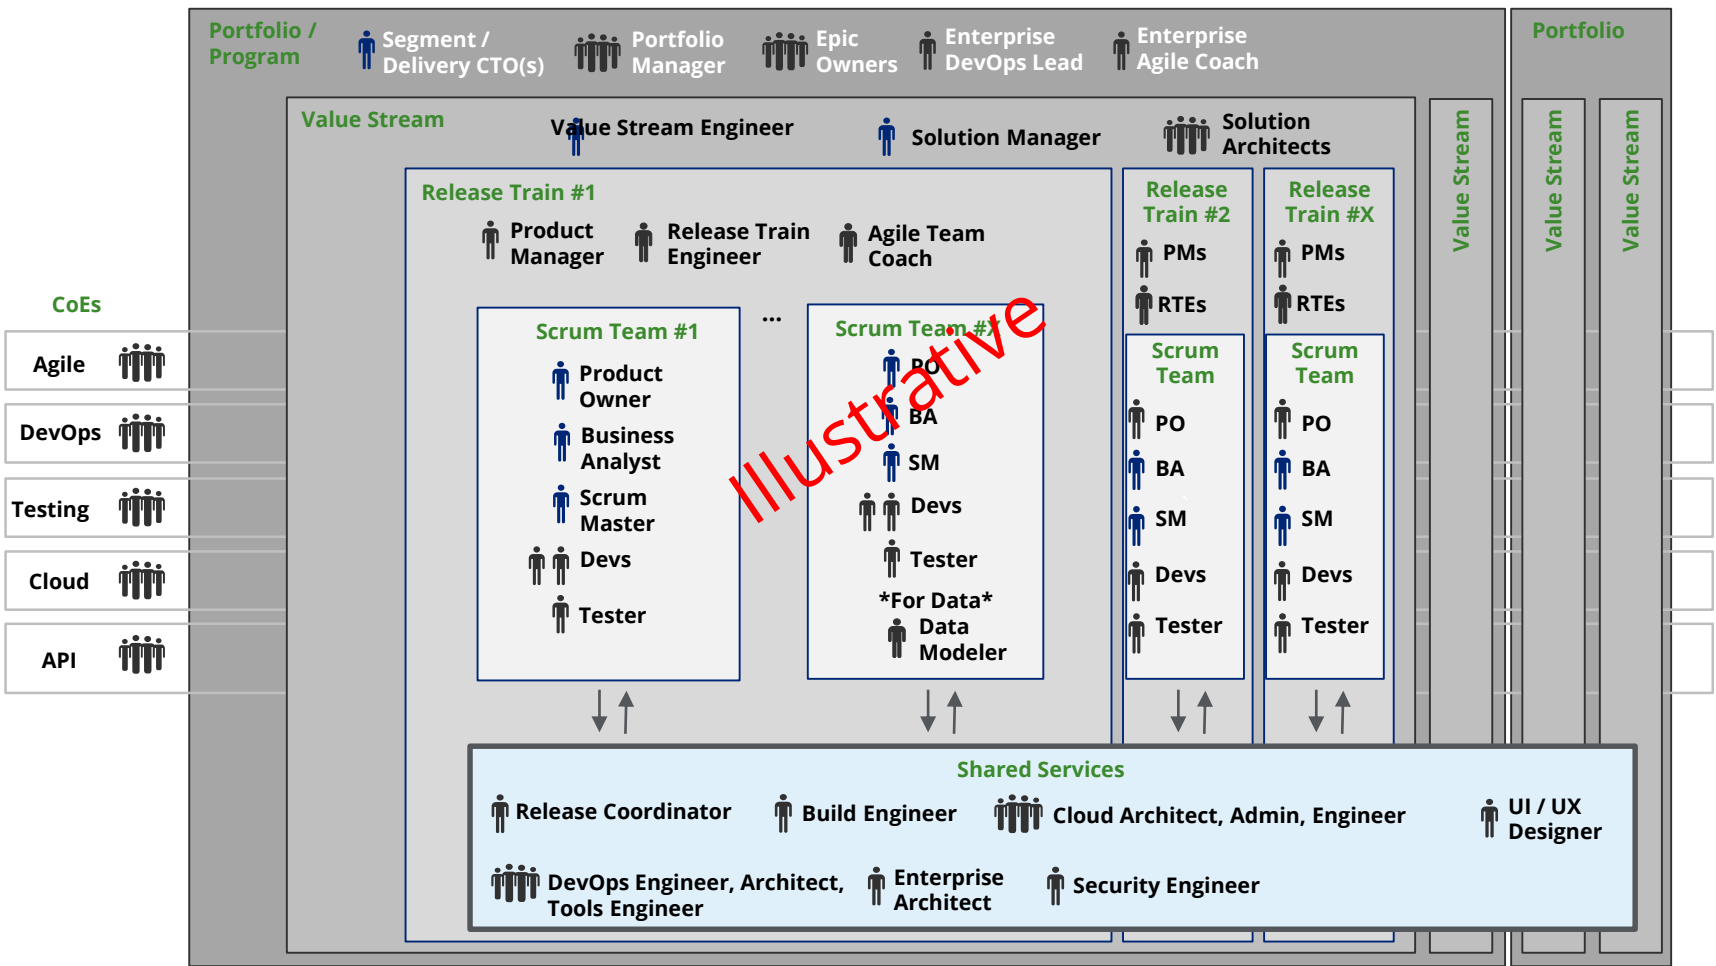 Portfolio /
Program
Segment /
Delivery CTO(s)
Portfolio
Manager
Epic
Owners
Enterprise
DevOps Lead
Enterprise
Agile Coach
Portfolio
Value Stream
Value Stream Engineer
Solution Manager
Solution
Architects
Value Stream
Value Stream
Value Stream
Release Train #1
Product
Manager
Release Train
Engineer
Agile Team
Coach
Release
Train #2
PMs
RTEs
Release
Train #X
PMs
RTEs
CoEs
Agile
DevOps
Testing
Cloud
API
Scrum Team #1
Product
Owner
Business
Analyst
Scrum
Master
Devs
Tester
...
Scrum Team #X
PO
BA
SM
Devs
Tester
*For Data*
Data
Modeler
Illustrative
Scrum
Team
PO
BA
SM
Devs
Tester
Scrum
Team
PO
BA
SM
Devs
Tester
Shared Services
Release Coordinator
Build Engineer
Cloud Architect, Admin, Engineer
UI / UX
Designer
DevOps Engineer, Architect,
Tools Engineer
Enterprise
Architect
Security Engineer